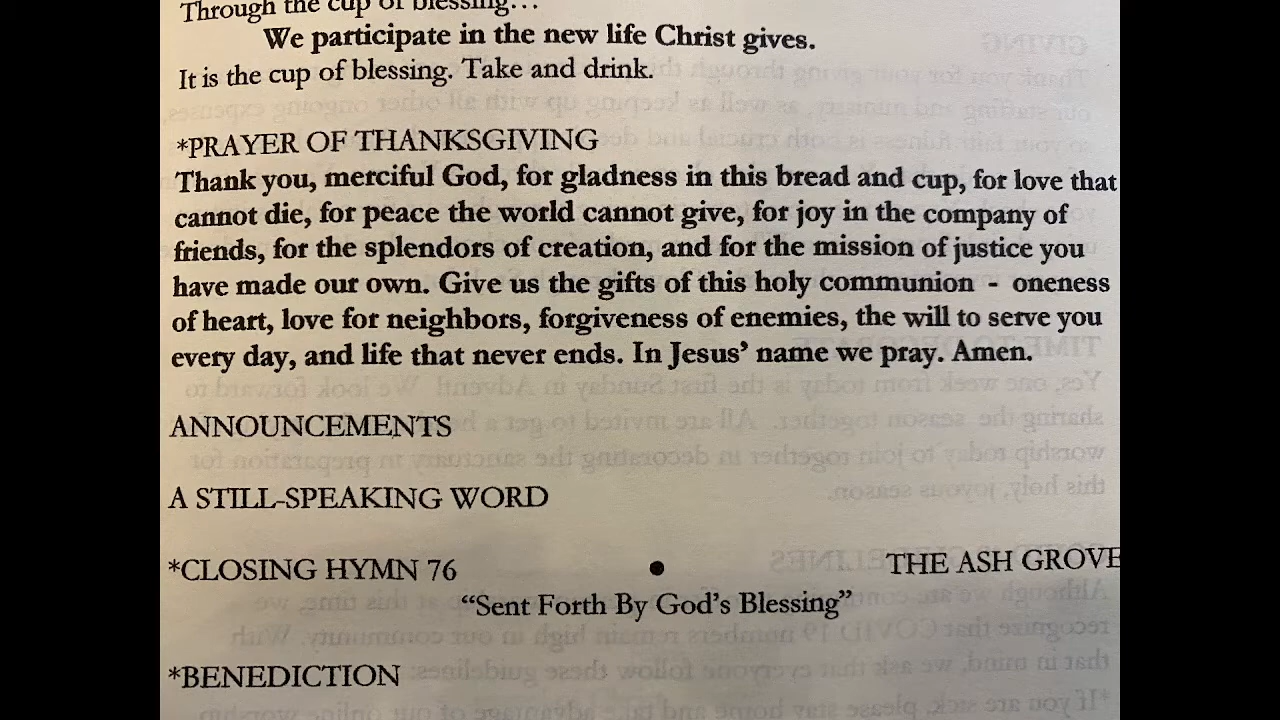 Through the cup of blessing…
We participate in the new life Christ gives.
It is the cup of blessing. Take and drink.
*PRAYER OF THANKSGIVING
Thank you, merciful God, for gladness in this bread and cup, for love that
cannot die, for peace the world cannot give, for joy in the company of
friends, for the splendors of creation, and for the mission of justice you
have made our own. Give us the gifts of this holy communion - oneness
of heart, love for neighbors, forgiveness of enemies, the will to serve you
every day, and life that never ends. In Jesus’ name we pray. Amen.
ANNOUNCEMENTS
A STILL-SPEAKING WORD
*CLOSING HYMN 76 • THE ASH GROVE
“Sent Forth By God’s Blessing”
*BENEDICTION